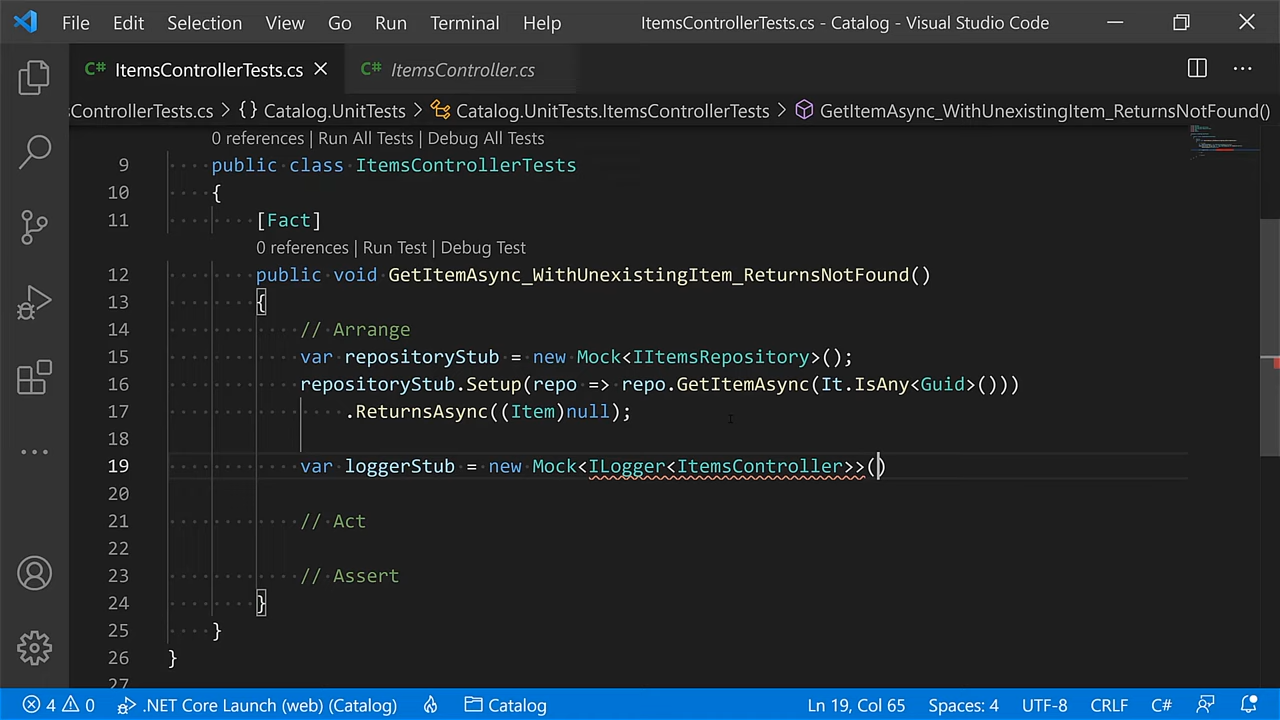 File Edit Selection View Go Run Terminal Help ItemsControllerTests.cs - Catalog - Visual Studio Code
C# ItemsControllerTests.cs C# ItemsController.cs
sControllerTests.cs > {} Catalog.UnitTests > Catalog.UnitTests.ItemsControllerTests > GetItemAsync_WithUnexistingItem_ReturnsNotFound()
0 references | Run All Tests | Debug All Tests
9 public class ItemsControllerTests
10 {
11 [Fact]
0 references | Run Test | Debug Test
12 public void GetItemAsync_WithUnexistingItem_ReturnsNotFound()
13 {
14 // Arrange
15 var repositoryStub = new Mock<IItemsRepository>();
16 repositoryStub.Setup(repo => repo.GetItemAsync(It.IsAny<Guid>()))
17 .ReturnsAsync((Item)null);
18
19 var loggerStub = new Mock<ILogger<ItemsController>>()
20
21 // Act
22
23 // Assert
24 }
25 }
26 }
27
4 0 .NET Core Launch (web) (Catalog) Catalog Ln 19, Col 65 Spaces: 4 UTF-8 CRLF C#